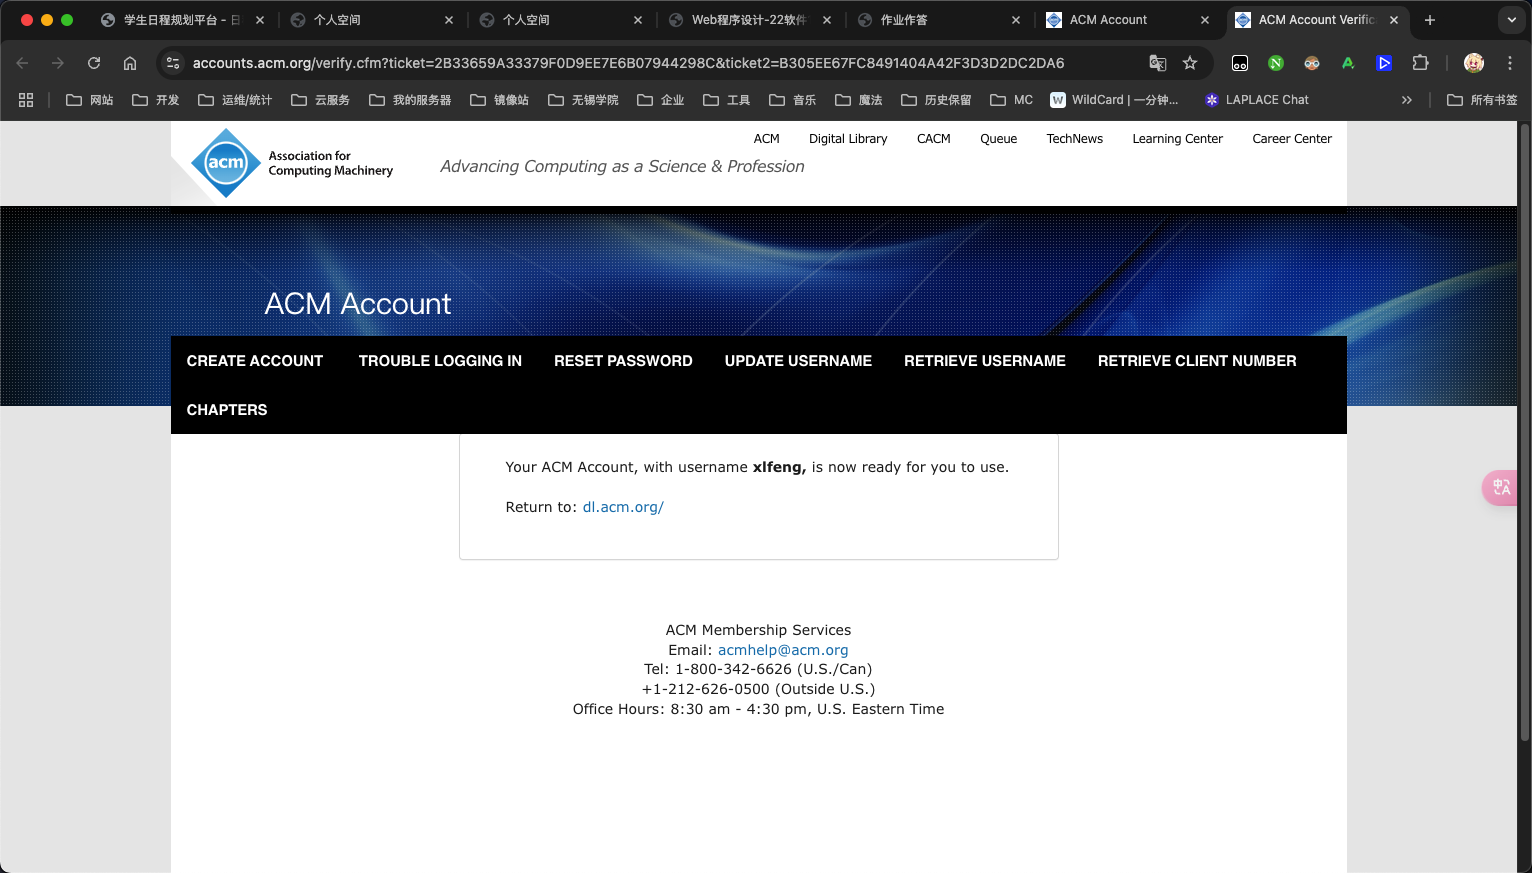 学生日程规划平台 - 日
个人空间
个人空间
Web程序设计-22软件
作业作答
ACM Account
ACM Account Verific
accounts.acm.org/verify.cfm?ticket=2B33659A33379F0D9EE7E6B07944298C&ticket2=B305EE67FC8491404A42F3D3D2DC2DA6
网站
开发
运维/统计
云服务
我的服务器
镜像站
无锡学院
企业
工具
音乐
魔法
历史保留
MC
WildCard | 一分钟...
LAPLACE Chat
所有书签
ACM
Digital Library
CACM
Queue
TechNews
Learning Center
Career Center
acm
Association for
Computing Machinery
Advancing Computing as a Science & Profession
ACM Account
CREATE ACCOUNT
TROUBLE LOGGING IN
RESET PASSWORD
UPDATE USERNAME
RETRIEVE USERNAME
RETRIEVE CLIENT NUMBER
CHAPTERS
Your ACM Account, with username xlfeng, is now ready for you to use.
Return to: dl.acm.org/
ACM Membership Services
Email: acmhelp@acm.org
Tel: 1-800-342-6626 (U.S./Can)
+1-212-626-0500 (Outside U.S.)
Office Hours: 8:30 am - 4:30 pm, U.S. Eastern Time